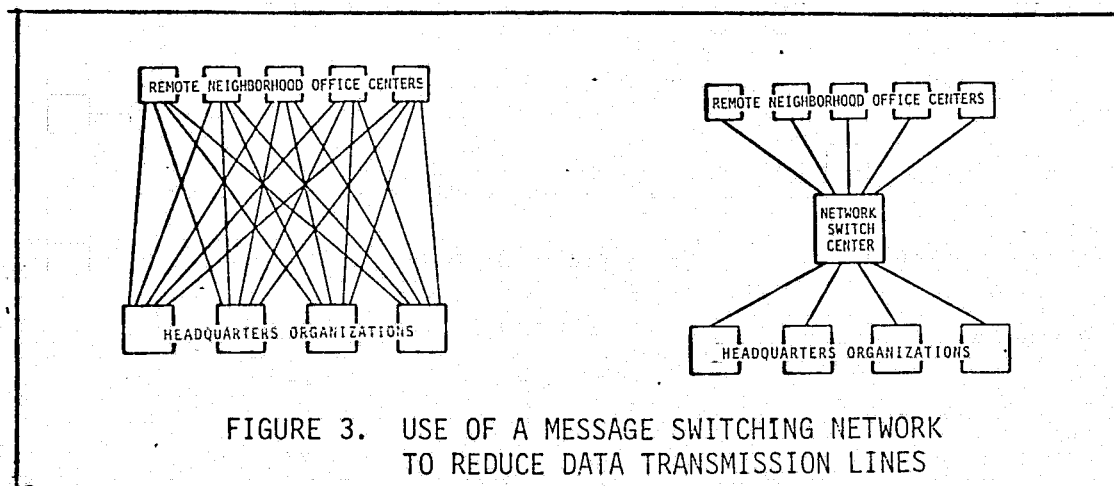 REMOTE NEIGHBORHOOD OFFICE CENTERS
HEADQUARTERS ORGANIZATIONS
REMOTE NEIGHBORHOOD OFFICE CENTERS
NETWORK
SWITCH
CENTER
HEADQUARTERS ORGANIZATIONS
FIGURE 3. USE OF A MESSAGE SWITCHING NETWORK
TO REDUCE DATA TRANSMISSION LINES